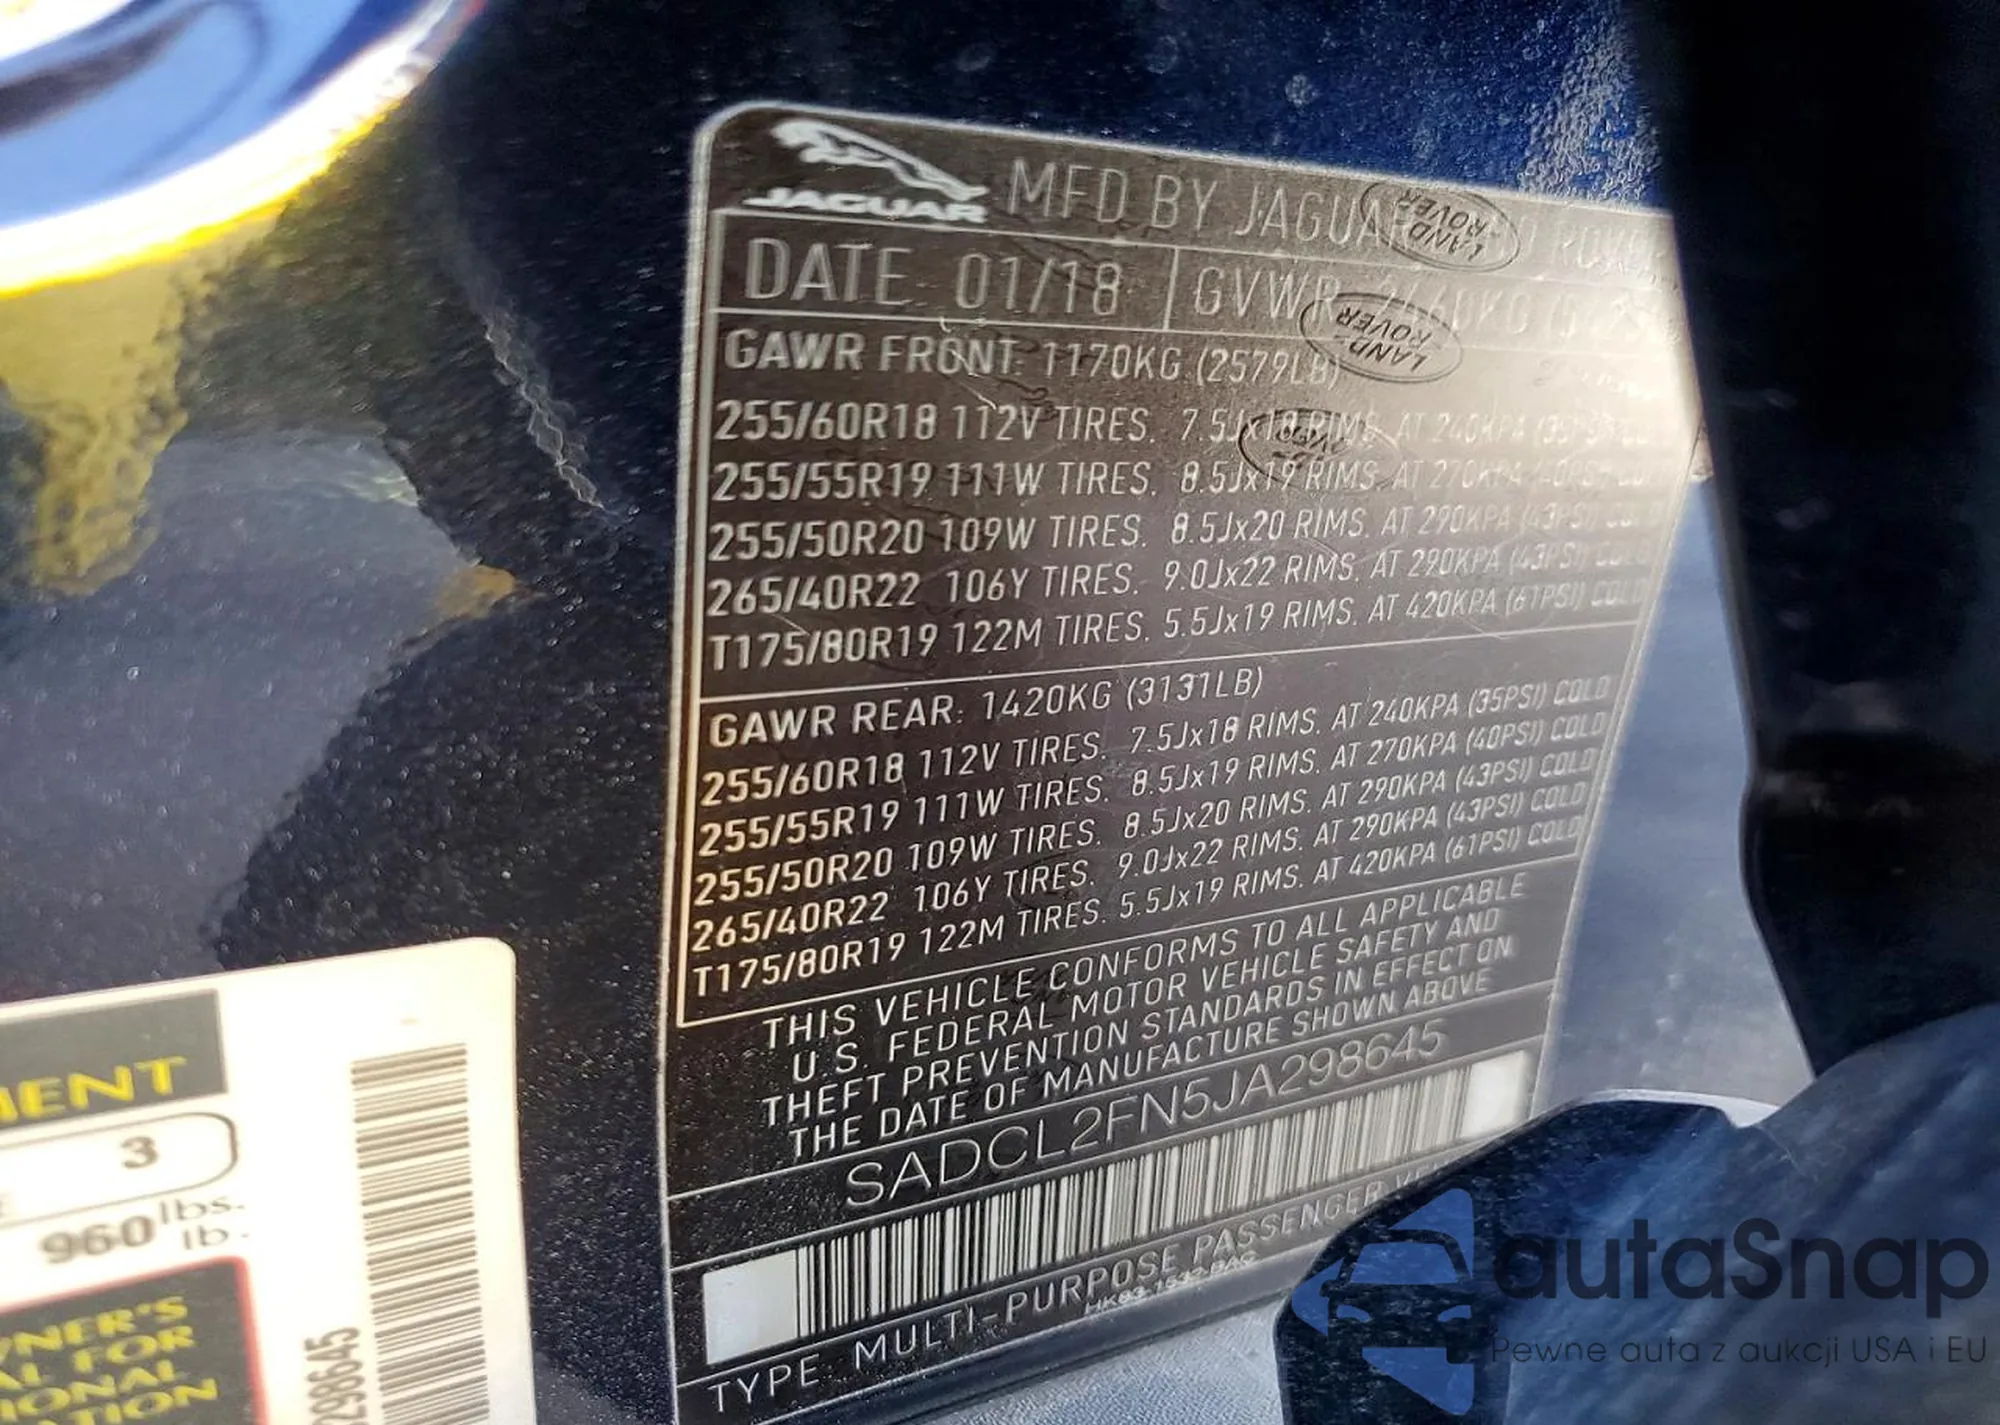 JAGUAR MFD BY JAGUAR
LAND-ROVER
DATE 01/18 GVWR
LAND-ROVER
GAWR FRONT: 1170KG (2579LB)
255/60R18 112V TIRES. 7.5Jx18 RIMS. AT 240KPA (35PSI)
255/55R19 111W TIRES. 8.5Jx19 RIMS. AT 270KPA (40PSI)
255/50R20 109W TIRES. 8.5Jx20 RIMS. AT 290KPA (43PSI) COLD
265/40R22 106Y TIRES. 9.0Jx22 RIMS. AT 290KPA (43PSI) COLD
T175/80R19 122M TIRES. 5.5Jx19 RIMS. AT 420KPA (61PSI) COLD
GAWR REAR: 1420KG (3131LB)
255/60R18 112V TIRES. 7.5Jx18 RIMS. AT 240KPA (35PSI) COLD
255/55R19 111W TIRES. 8.5Jx19 RIMS. AT 270KPA (40PSI) COLD
255/50R20 109W TIRES. 8.5Jx20 RIMS. AT 290KPA (43PSI) COLD
265/40R22 106Y TIRES. 9.0Jx22 RIMS. AT 290KPA (43PSI) COLD
T175/80R19 122M TIRES. 5.5Jx19 RIMS. AT 420KPA (61PSI) COLD
THIS VEHICLE CONFORMS TO ALL APPLICABLE
U.S. FEDERAL MOTOR VEHICLE SAFETY AND
THEFT PREVENTION STANDARDS IN EFFECT ON
THE DATE OF MANUFACTURE SHOWN ABOVE
SADCL2FN5JA298645
TYPE MULTI-PURPOSE PASSENGER
3
960 lbs.
lb.
FOR
298645
autaSnap
Pewne auta z aukcji USA i EU